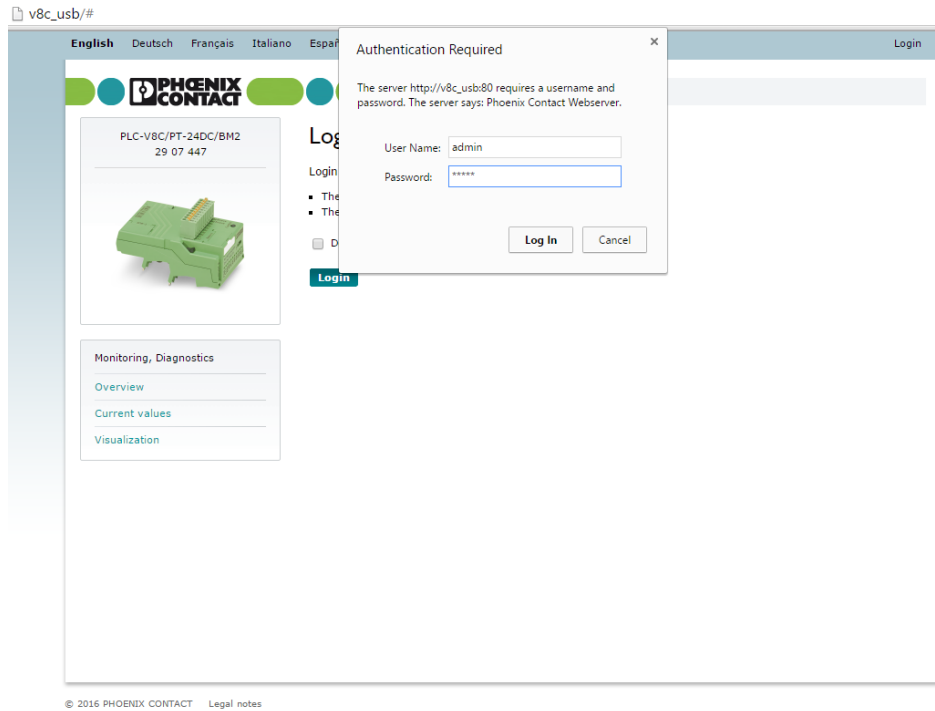 v8c_usb/#
English Deutsch Français Italiano Españ Login
PHŒNIX
CONTACT
PLC-V8C/PT-24DC/BM2
29 07 447
Monitoring, Diagnostics
Overview
Current values
Visualization
Log
Login
The
The
D
Login
Authentication Required
The server http://v8c_usb:80 requires a username and
password. The server says: Phoenix Contact Webserver.
User Name: admin
Password: *****
Log In Cancel
© 2016 PHOENIX CONTACT Legal notes